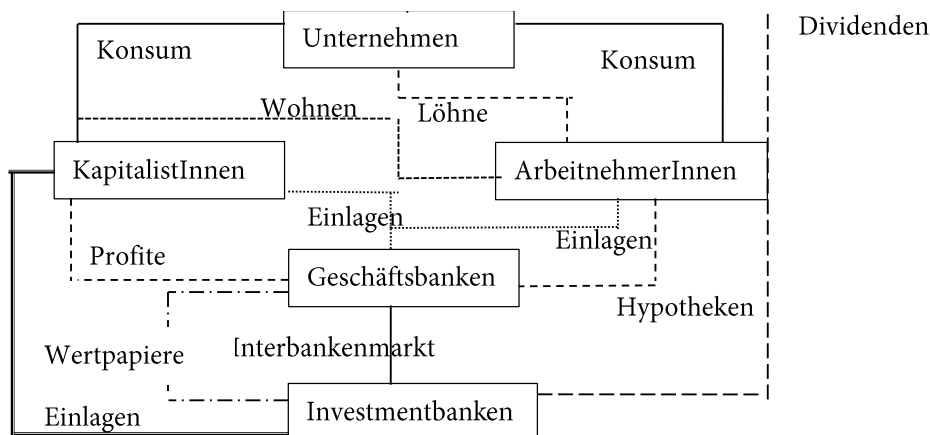 Dividenden
Unternehmen
Konsum
Konsum
Wohnen
Löhne
KapitalistInnen
ArbeitnehmerInnen
Einlagen
Einlagen
Profite
Geschäftsbanken
Hypotheken
Wertpapiere
Interbankenmarkt
Einlagen
Investmentbanken